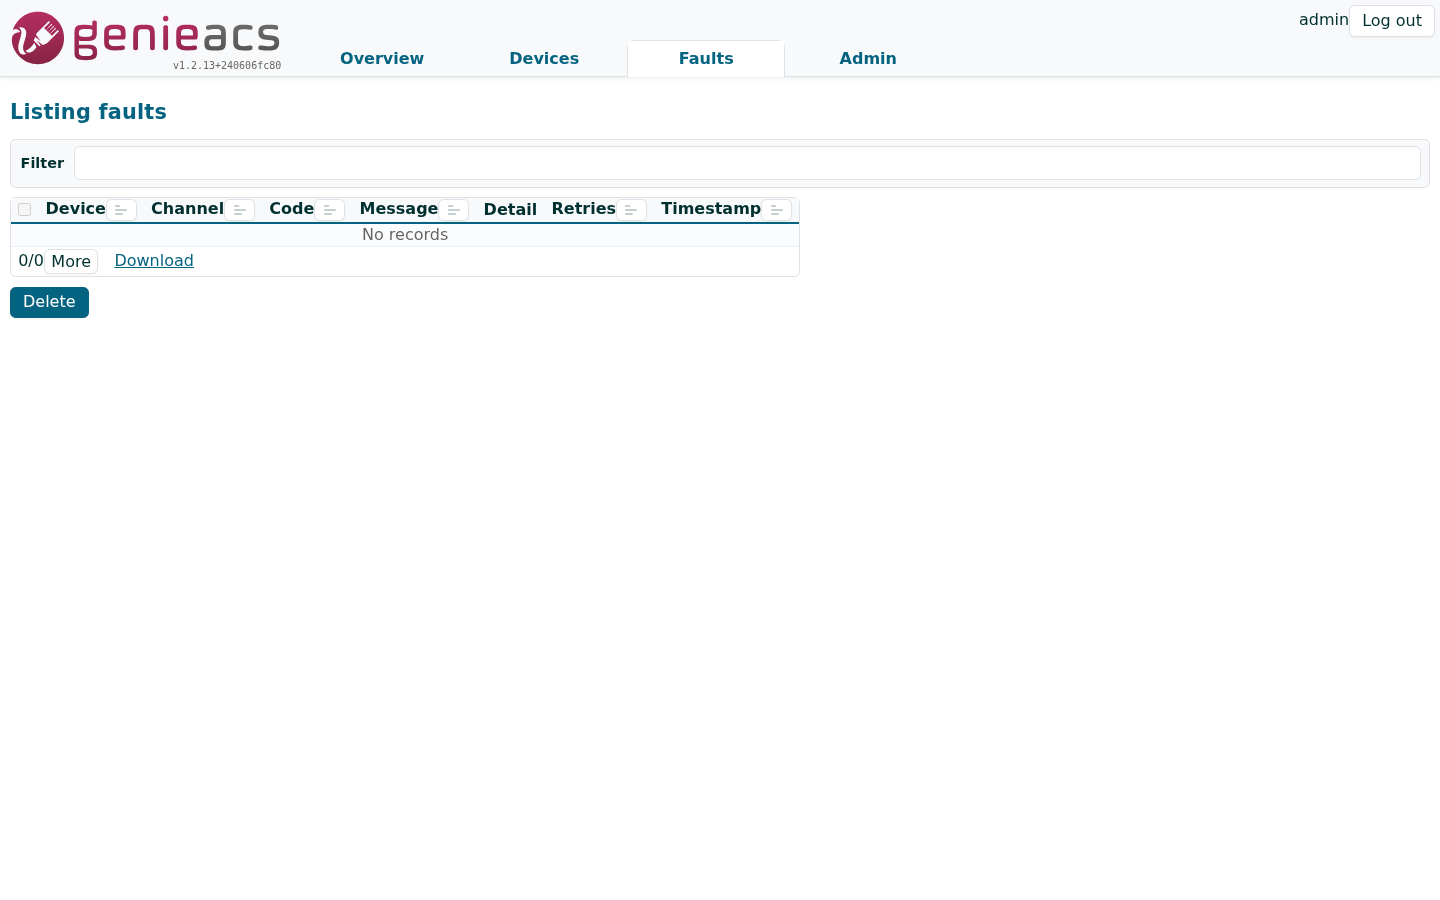 genieacs
v1.2.13+240606fc80
admin Log out
Overview Devices Faults Admin
Listing faults
Filter
Device Channel Code Message Detail Retries Timestamp
No records
0/0 More Download
Delete